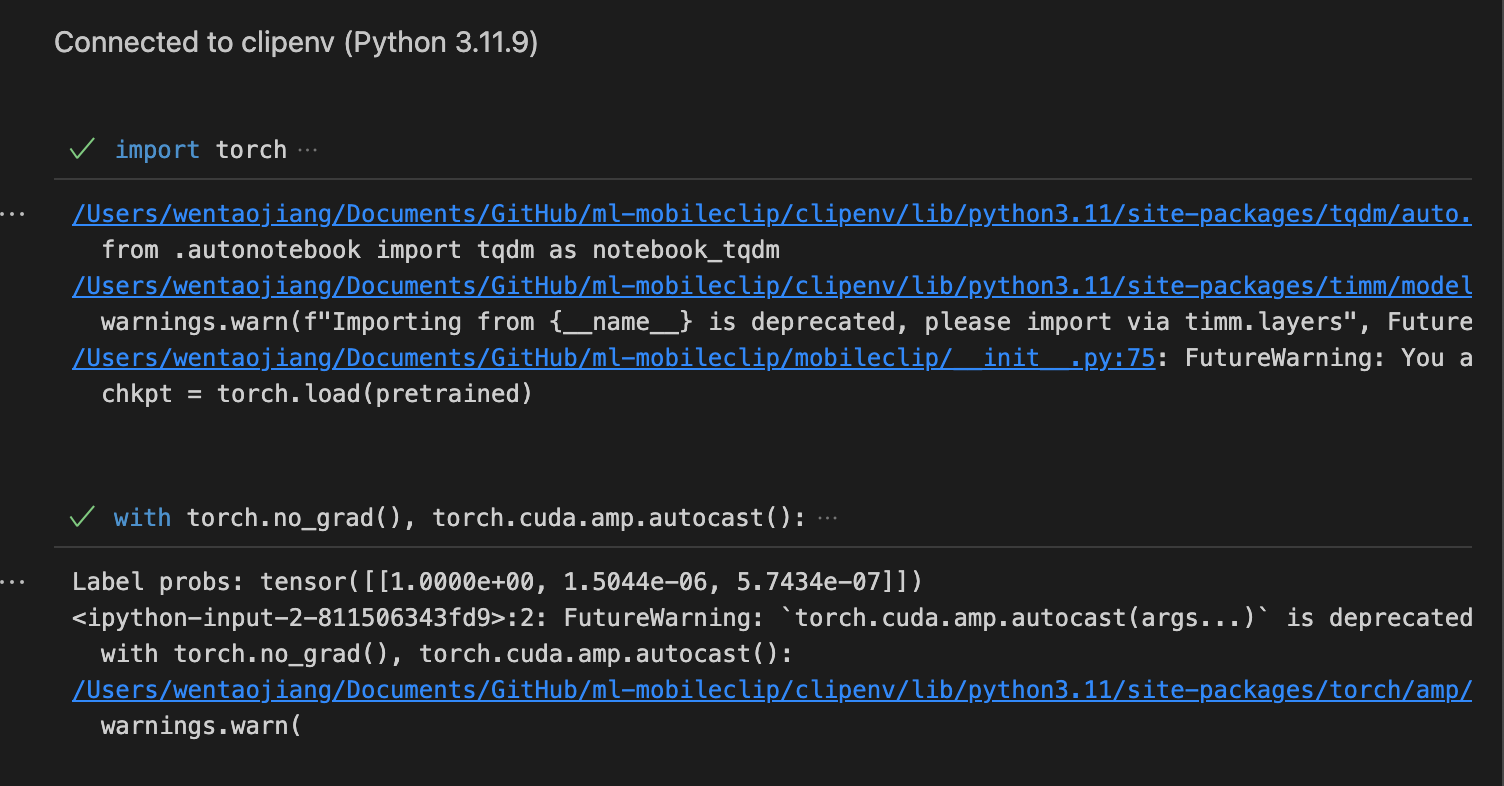 Connected to clipenv (Python 3.11.9)
import torch ···
/Users/wentaojiang/Documents/GitHub/ml-mobileclip/clipenv/lib/python3.11/site-packages/tqdm/auto.
from .autonotebook import tqdm as notebook_tqdm
/Users/wentaojiang/Documents/GitHub/ml-mobileclip/clipenv/lib/python3.11/site-packages/timm/model
warnings.warn(f"Importing from {__name__} is deprecated, please import via timm.layers", Future
/Users/wentaojiang/Documents/GitHub/ml-mobileclip/mobileclip/__init__.py:75: FutureWarning: You a
chkpt = torch.load(pretrained)
with torch.no_grad(), torch.cuda.amp.autocast(): ···
Label probs: tensor([[1.0000e+00, 1.5044e-06, 5.7434e-07]])
<ipython-input-2-811506343fd9>:2: FutureWarning: `torch.cuda.amp.autocast(args...)` is deprecated
with torch.no_grad(), torch.cuda.amp.autocast():
/Users/wentaojiang/Documents/GitHub/ml-mobileclip/clipenv/lib/python3.11/site-packages/torch/amp/
warnings.warn(